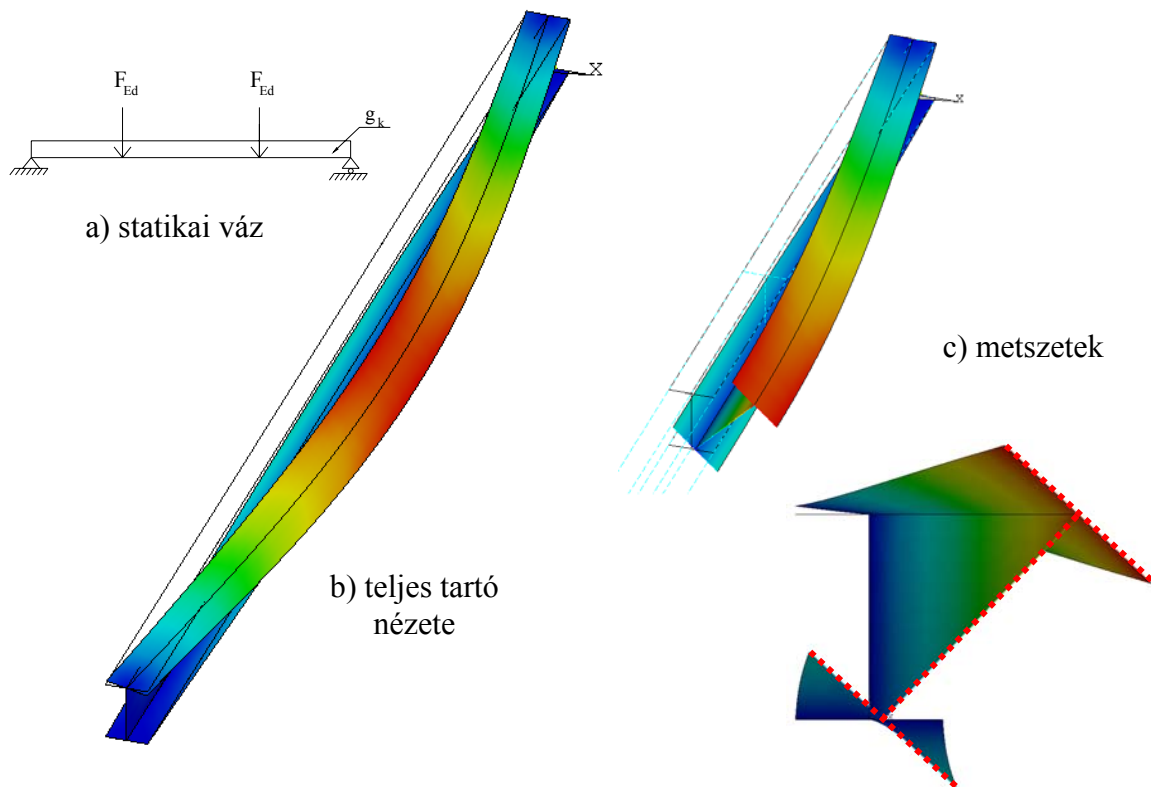 F_Ed F_Ed
g_k
a) statikai váz
X
b) teljes tartó
nézete
x
c) metszetek